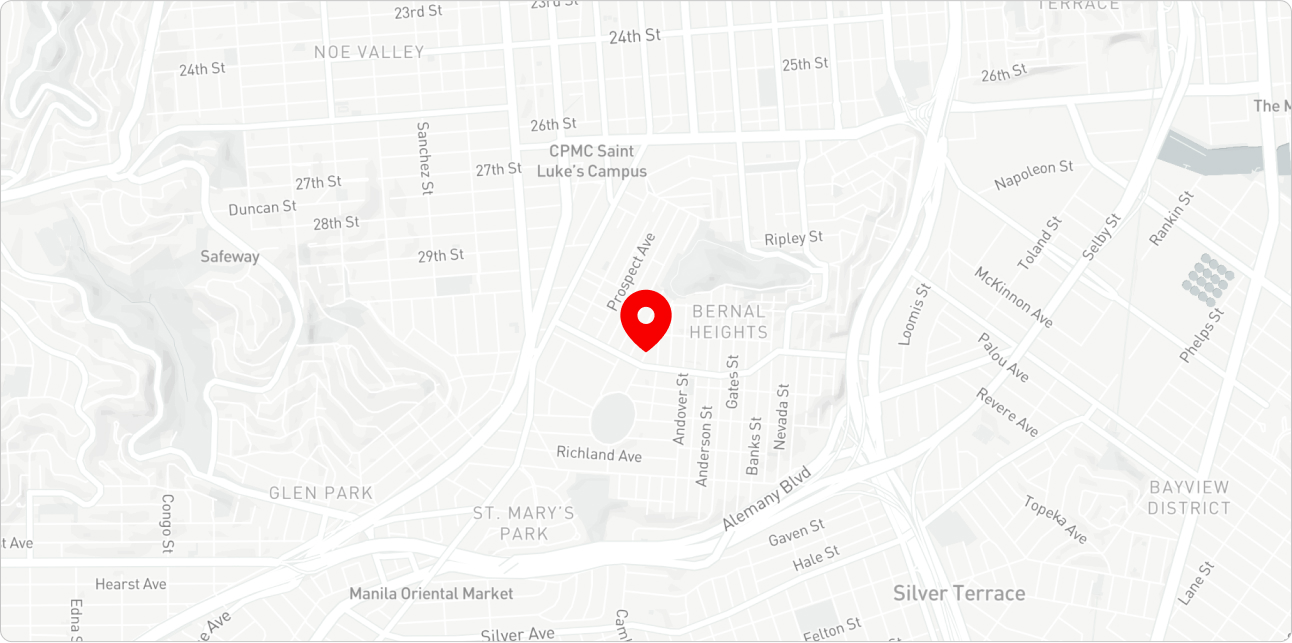 23rd St
23rd St
TERRACE
24th St
NOE VALLEY
24th St
25th St
26th St
The M
26th St
Sanchez St
CPMC Saint
Luke's Campus
27th St
27th St
Napoleon St
Duncan St
28th St
Rankin St
Ripley St
Toland St
Selby St
29th St
Safeway
Prospect Ave
McKinnon Ave
Loomis St
BERNAL
HEIGHTS
Phelps St
Palou Ave
Gates St
Andover St
Nevada St
Revere Ave
Anderson St
Banks St
Richland Ave
GLEN PARK
Alemany Blvd
BAYVIEW
DISTRICT
ST. MARY'S
PARK
Congo St
Topeka Ave
t Ave
Gaven St
Hale St
Hearst Ave
Manila Oriental Market
Silver Terrace
Lane St
Edna S
e Ave
Silver Ave
Caml
Felton St
St